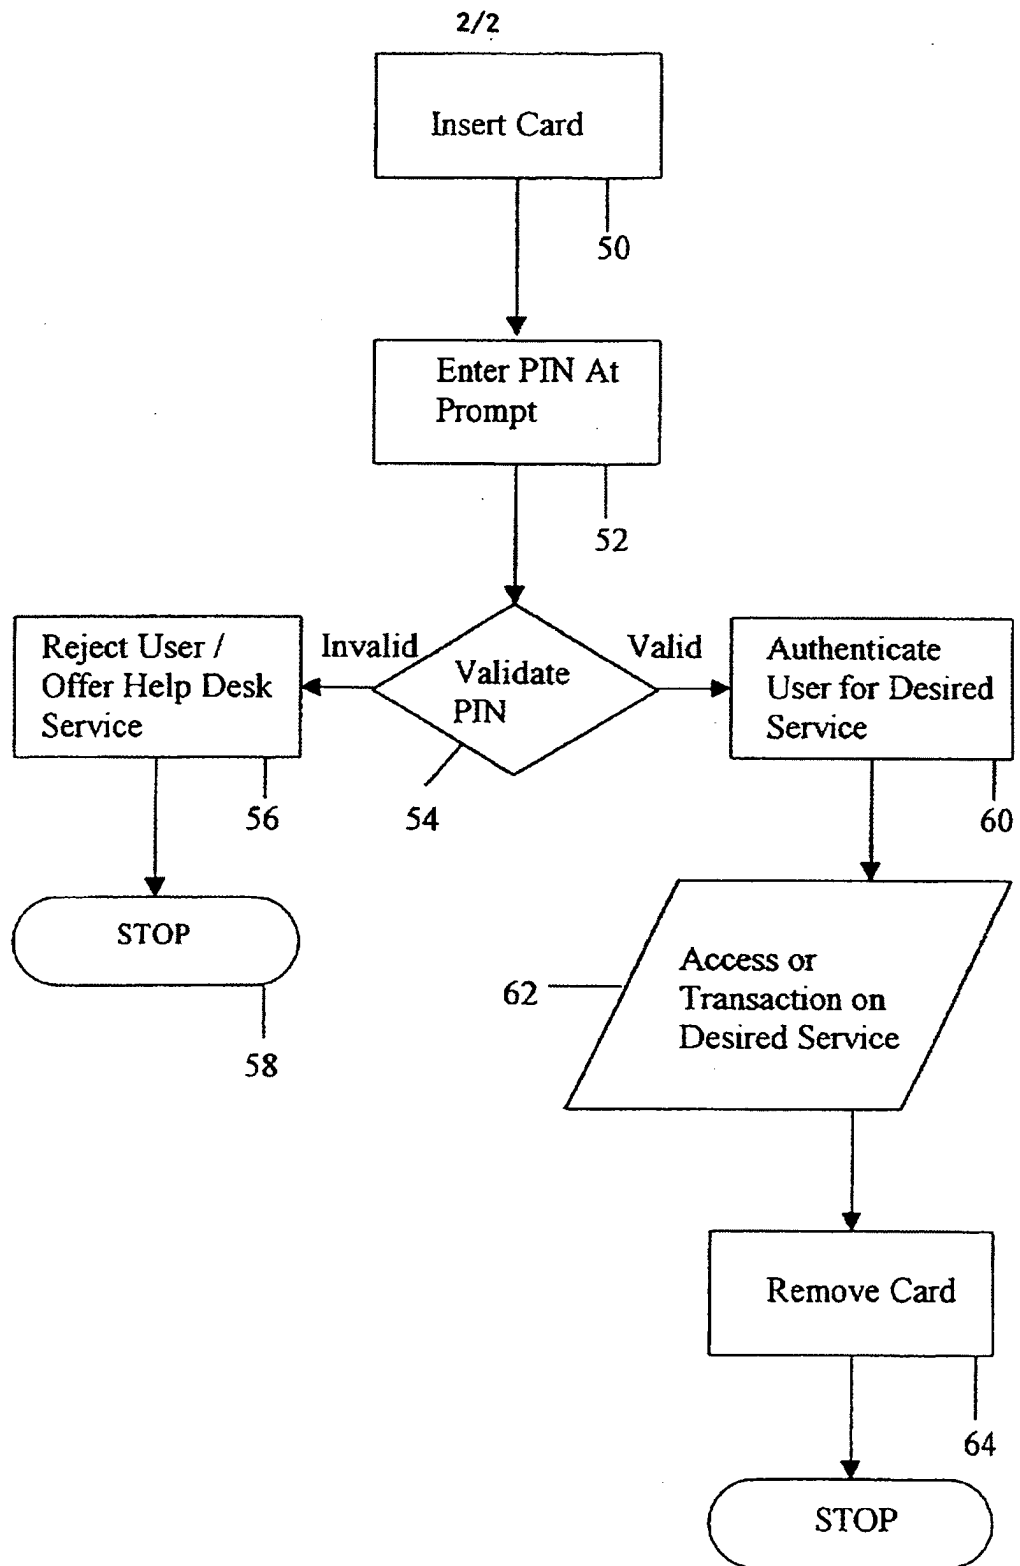 2/2
Insert Card
50
Enter PIN At
Prompt
52
Invalid
Validate
PIN
Valid
54
Reject User /
Offer Help Desk
Service
56
STOP
58
Authenticate
User for Desired
Service
60
Access or
Transaction on
Desired Service
62
Remove Card
64
STOP